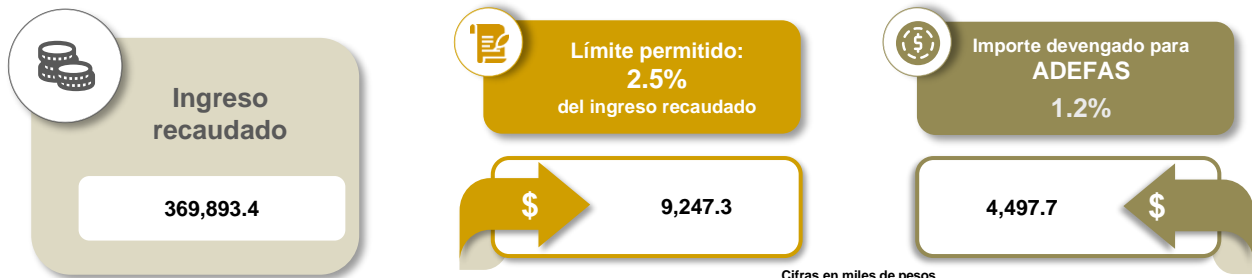 Ingreso
recaudado
369,893.4
Límite permitido:
2.5%
del ingreso recaudado
$
9,247.3
Importe devengado para
ADEFAS
1.2%
4,497.7
$
Cifras en miles de pesos